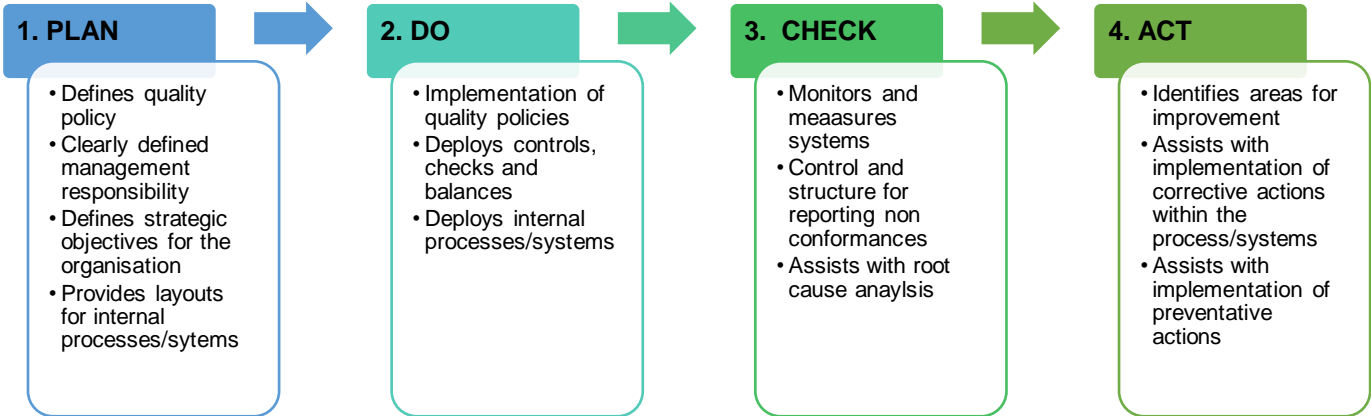 1. PLAN
• Defines quality
policy
• Clearly defined
management
responsibility
• Defines strategic
objectives for the
organisation
• Provides layouts
for internal
processes/sytems
2. DO
• Implementation of
quality policies
• Deploys controls,
checks and
balances
• Deploys internal
processes/systems
3. CHECK
• Monitors and
meaasures
systems
• Control and
structure for
reporting non
conformances
• Assists with root
cause anaylsis
4. ACT
• Identifies areas for
improvement
• Assists with
implementation of
corrective actions
within the
process/systems
• Assists with
implementation of
preventative
actions